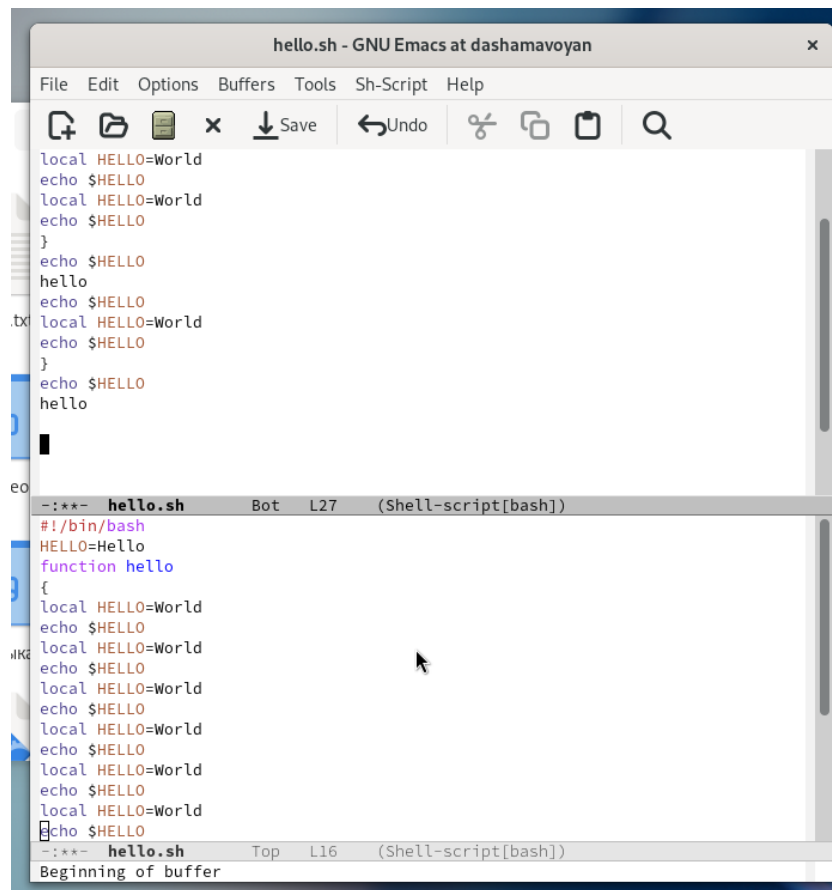 hello.sh - GNU Emacs at dashamavoyan ×
File Edit Options Buffers Tools Sh-Script Help
Save Undo
local HELLO=World
echo $HELLO
local HELLO=World
echo $HELLO
}
echo $HELLO
hello
echo $HELLO
local HELLO=World
echo $HELLO
}
echo $HELLO
hello
-:**- hello.sh Bot L27 (Shell-script[bash])
#!/bin/bash
HELLO=Hello
function hello
{
local HELLO=World
echo $HELLO
local HELLO=World
echo $HELLO
local HELLO=World
echo $HELLO
local HELLO=World
echo $HELLO
local HELLO=World
echo $HELLO
local HELLO=World
echo $HELLO
-:**- hello.sh Top L16 (Shell-script[bash])
Beginning of buffer